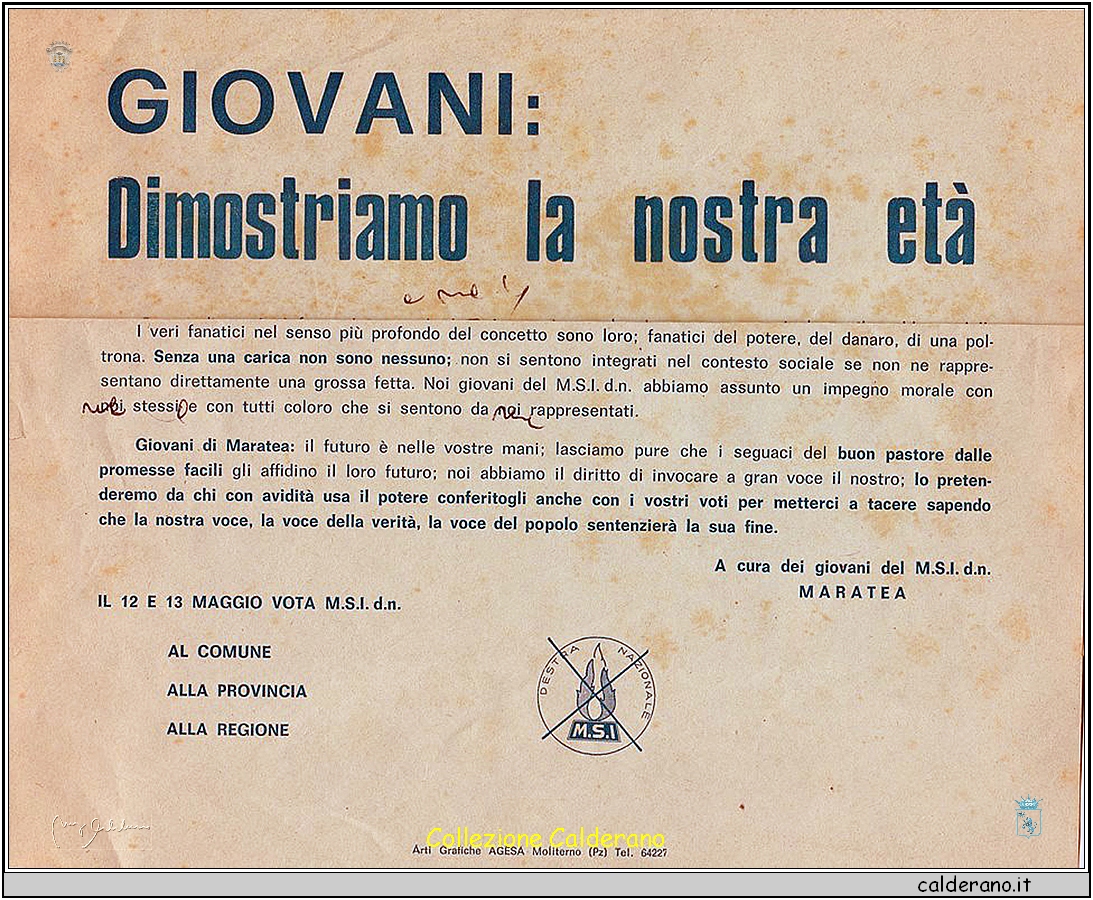 GIOVANI:
Dimostriamo la nostra età
I veri fanatici nel senso più profondo del concetto sono loro; fanatici del potere, del danaro, di una pol-
trona. Senza una carica non sono nessuno; non si sentono integrati nel contesto sociale se non ne rappre-
sentano direttamente una grossa fetta. Noi giovani del M.S.I. d.n. abbiamo assunto un impegno morale con
stessi e con tutti coloro che si sentono da noi rappresentati.
Giovani di Maratea: il futuro è nelle vostre mani; lasciamo pure che i seguaci del buon pastore dalle
promesse facili gli affidino il loro futuro; noi abbiamo il diritto di invocare a gran voce il nostro; lo preten-
deremo da chi con avidità usa il potere conferitogli anche con i vostri voti per metterci a tacere sapendo
che la nostra voce, la voce della verità, la voce del popolo sentenzierà la sua fine.
A cura dei giovani del M.S.I. d.n.
MARATEA
IL 12 E 13 MAGGIO VOTA M.S.I. d.n.
AL COMUNE
ALLA PROVINCIA
ALLA REGIONE
DESTRA NAZIONALE
M.S.I
Collezione Calderano
Arti Grafiche AGESA Moliterno (Pz) Tel. 64227
calderano.it